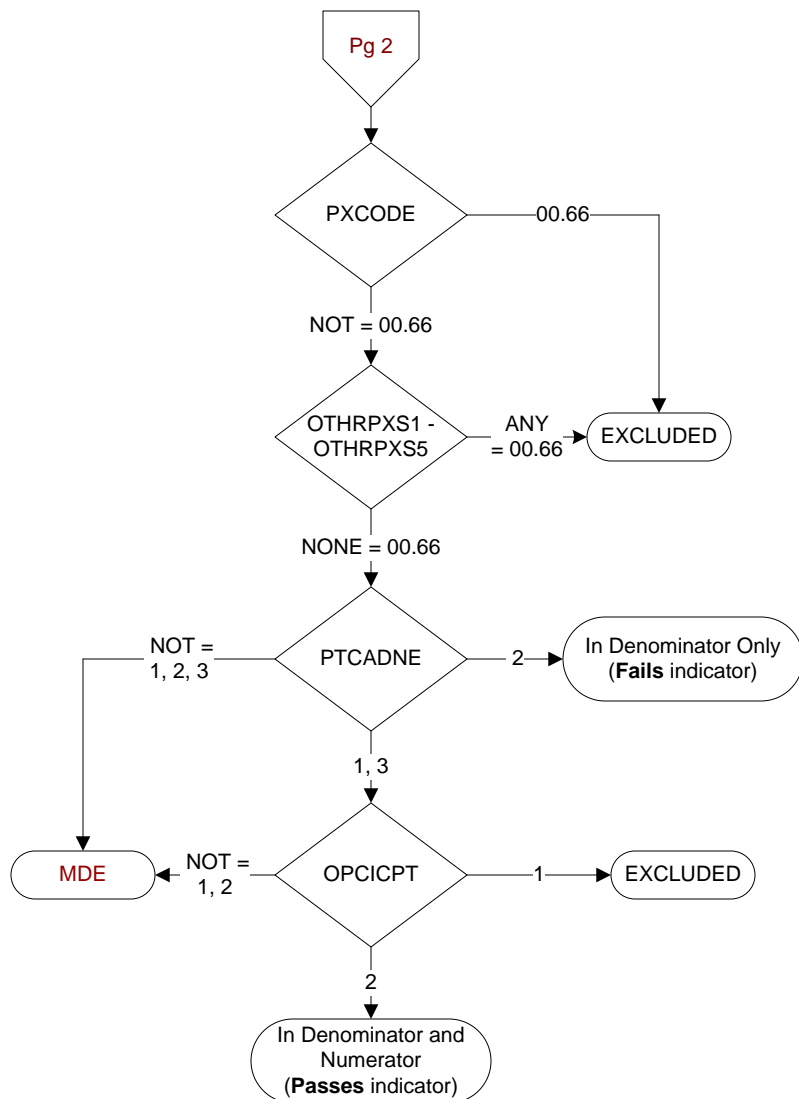 Pg 2
PXCODE
00.66
NOT = 00.66
OTHRPXS1 -
OTHRPXS5
ANY
= 00.66
EXCLUDED
NONE = 00.66
NOT =
1, 2, 3
PTCADNE
2
In Denominator Only
(Fails indicator)
1, 3
MDE
NOT =
1, 2
OPCICPT
1
EXCLUDED
2
In Denominator and
Numerator
(Passes indicator)